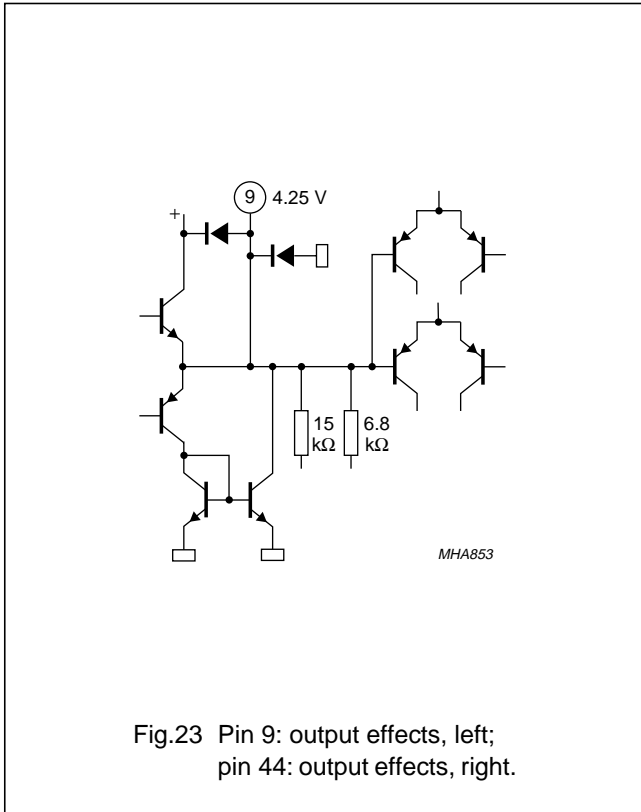 9 4.25 V
+
15 kΩ
6.8 kΩ
MHA853
Fig.23 Pin 9: output effects, left;
pin 44: output effects, right.